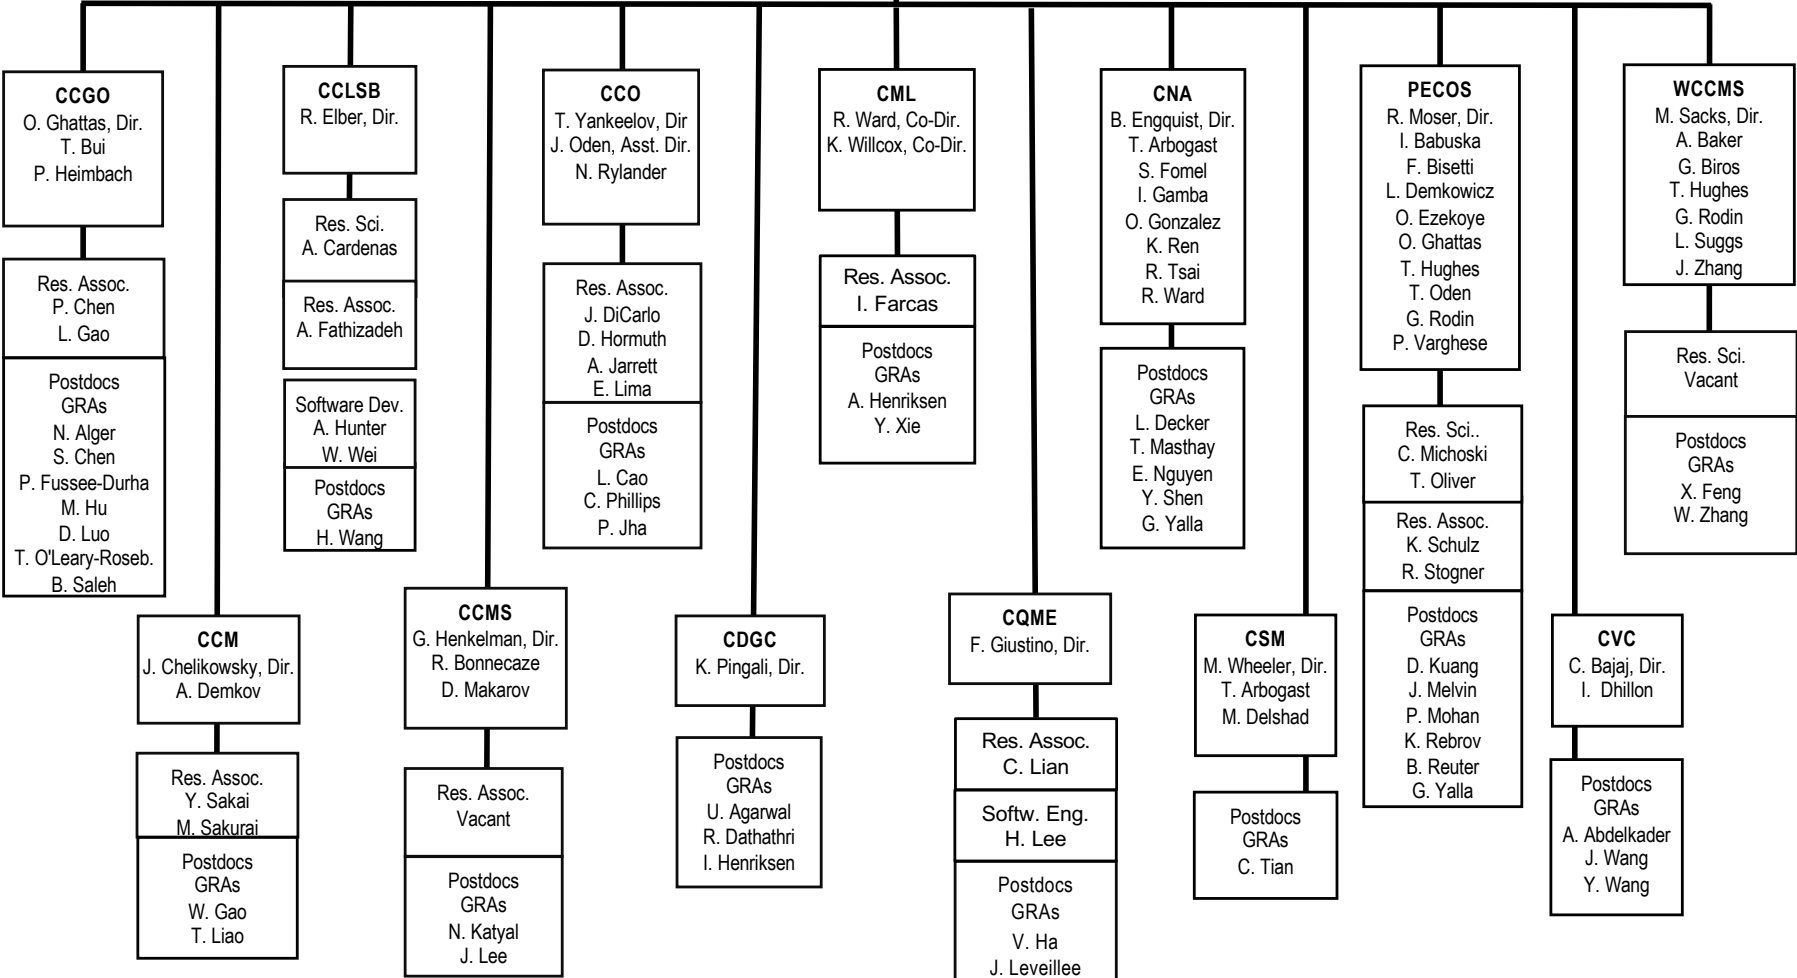 CCGO
O. Ghattas, Dir.
T. Bui
P. Heimbach
Res. Assoc.
P. Chen
L. Gao
Postdocs
GRAs
N. Alger
S. Chen
P. Fussee-Durha
M. Hu
D. Luo
T. O'Leary-Roseb.
B. Saleh
CCM
J. Chelikowsky, Dir.
A. Demkov
Res. Assoc.
Y. Sakai
M. Sakurai
Postdocs
GRAs
W. Gao
T. Liao
CCLSB
R. Elber, Dir.
Res. Sci.
A. Cardenas
Res. Assoc.
A. Fathizadeh
Software Dev.
A. Hunter
W. Wei
Postdocs
GRAs
H. Wang
CCMS
G. Henkelman, Dir.
R. Bonnecaze
D. Makarov
Res. Assoc.
Vacant
Postdocs
GRAs
N. Katyal
J. Lee
CCO
T. Yankeelov, Dir
J. Oden, Asst. Dir.
N. Rylander
Res. Assoc.
J. DiCarlo
D. Hormuth
A. Jarrett
E. Lima
Postdocs
GRAs
L. Cao
C. Phillips
P. Jha
CDGC
K. Pingali, Dir.
Postdocs
GRAs
U. Agarwal
R. Dathathri
I. Henriksen
CML
R. Ward, Co-Dir.
K. Willcox, Co-Dir.
Res. Assoc.
I. Farcas
Postdocs
GRAs
A. Henriksen
Y. Xie
CQME
F. Giustino, Dir.
Res. Assoc.
C. Lian
Softw. Eng.
H. Lee
Postdocs
GRAs
V. Ha
J. Leveillee
CNA
B. Engquist, Dir.
T. Arbogast
S. Fomel
I. Gamba
O. Gonzalez
K. Ren
R. Tsai
R. Ward
Postdocs
GRAs
L. Decker
T. Masthay
E. Nguyen
Y. Shen
G. Yalla
CSM
M. Wheeler, Dir.
T. Arbogast
M. Delshad
Postdocs
GRAs
C. Tian
PECOS
R. Moser, Dir.
I. Babuska
F. Bisetti
L. Demkowicz
O. Ezekoye
O. Ghattas
T. Hughes
T. Oden
G. Rodin
P. Varghese
Res. Sci..
C. Michoski
T. Oliver
Res. Assoc.
K. Schulz
R. Stogner
Postdocs
GRAs
D. Kuang
J. Melvin
P. Mohan
K. Rebrov
B. Reuter
G. Yalla
CVC
C. Bajaj, Dir.
I. Dhillon
Postdocs
GRAs
A. Abdelkader
J. Wang
Y. Wang
WCCMS
M. Sacks, Dir.
A. Baker
G. Biros
T. Hughes
G. Rodin
L. Suggs
J. Zhang
Res. Sci.
Vacant
Postdocs
GRAs
X. Feng
W. Zhang